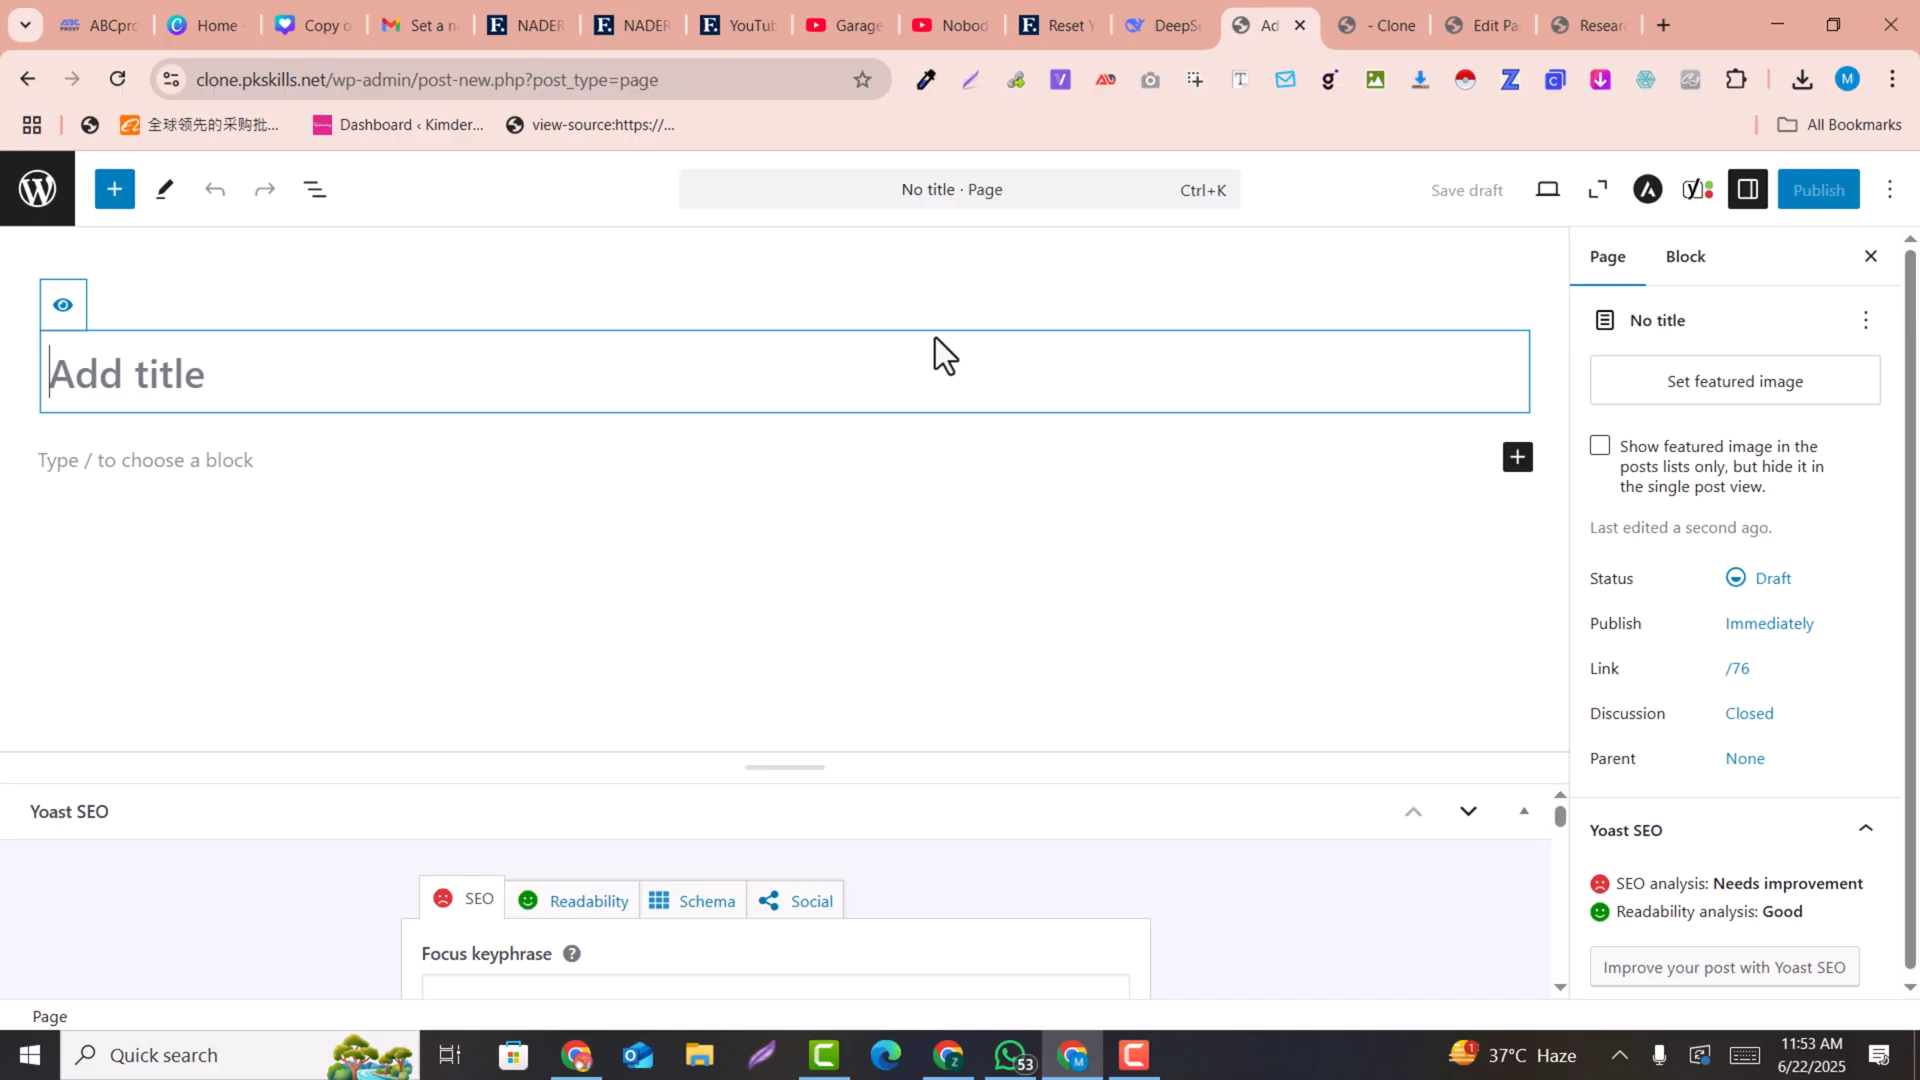 ABCpro
Home
Copy o
Set a n
NADER
NADER
YouTub
Garage
Nobod
Reset Y
DeepSe
Ad
- Clone
Edit Pa
Resear
clone.pkskills.net/wp-admin/post-new.php?post_type=page
全球领先的采购批...
Dashboard ‹ Kimder...
view-source:https://...
All Bookmarks
No title · Page
Ctrl+K
Save draft
Publish
Page
Block
Add title
No title
Set featured image
Type / to choose a block
Show featured image in the
posts lists only, but hide it in
the single post view.
Last edited a second ago.
Status
Draft
Publish
Immediately
Link
/76
Discussion
Closed
Parent
None
Yoast SEO
Yoast SEO
SEO
Readability
Schema
Social
SEO analysis: Needs improvement
Readability analysis: Good
Focus keyphrase
Improve your post with Yoast SEO
Page
Quick search
53
37°C Haze
11:53 AM
6/22/2025